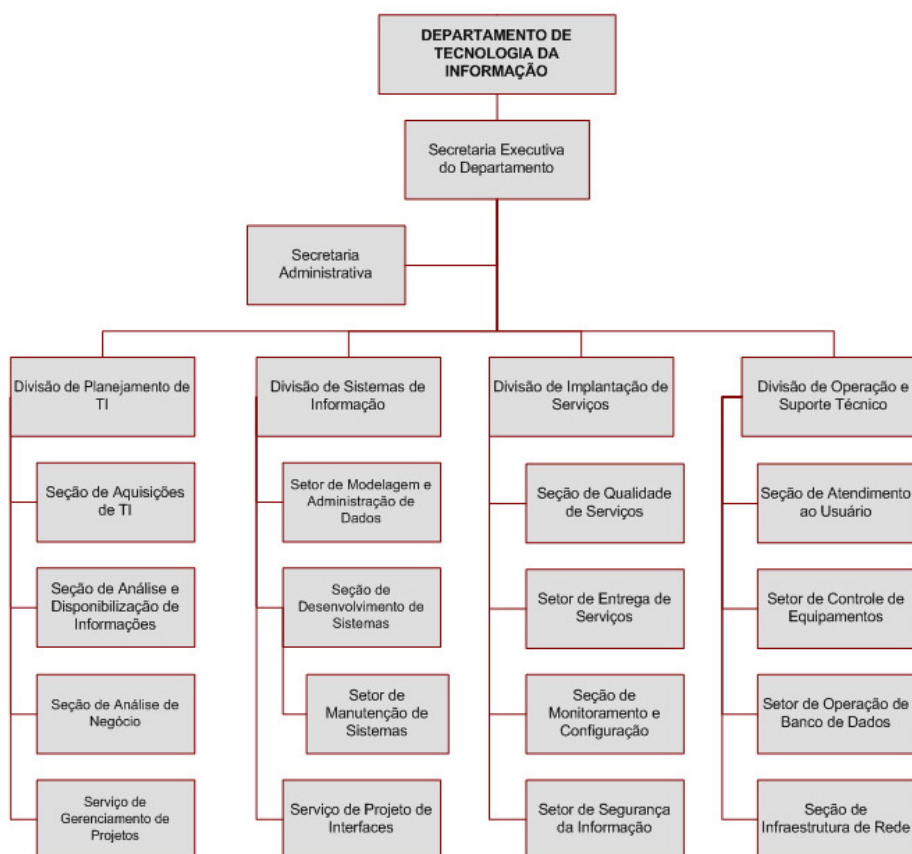 DEPARTAMENTO DE
TECNOLOGIA DA
INFORMAÇÃO
Secretaria Executiva
do Departamento
Secretaria
Administrativa
Divisão de Planejamento de
TI
Seção de Aquisições
de TI
Seção de Análise e
Disponibilização de
Informações
Seção de Análise de
Negócio
Serviço de
Gerenciamento de
Projetos
Divisão de Sistemas de
Informação
Setor de Modelagem e
Administração de
Dados
Seção de
Desenvolvimento de
Sistemas
Setor de
Manutenção de
Sistemas
Serviço de Projeto de
Interfaces
Divisão de Implantação de
Serviços
Seção de Qualidade
de Serviços
Setor de Entrega de
Serviços
Seção de
Monitoramento e
Configuração
Setor de Segurança
da Informação
Divisão de Operação e
Suporte Técnico
Seção de Atendimento
ao Usuário
Setor de Controle de
Equipamentos
Setor de Operação de
Banco de Dados
Seção de
Infraestrutura de Rede